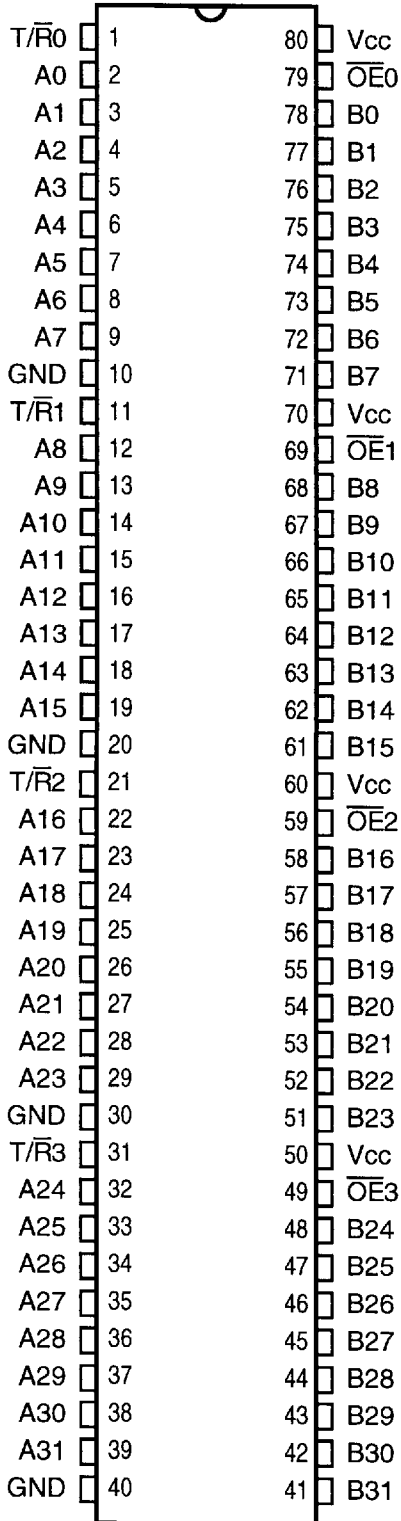 T/R̅0 1 80 Vcc
A0 2 79 O̅E̅0
A1 3 78 B0
A2 4 77 B1
A3 5 76 B2
A4 6 75 B3
A5 7 74 B4
A6 8 73 B5
A7 9 72 B6
GND 10 71 B7
T/R̅1 11 70 Vcc
A8 12 69 O̅E̅1
A9 13 68 B8
A10 14 67 B9
A11 15 66 B10
A12 16 65 B11
A13 17 64 B12
A14 18 63 B13
A15 19 62 B14
GND 20 61 B15
T/R̅2 21 60 Vcc
A16 22 59 O̅E̅2
A17 23 58 B16
A18 24 57 B17
A19 25 56 B18
A20 26 55 B19
A21 27 54 B20
A22 28 53 B21
A23 29 52 B22
GND 30 51 B23
T/R̅3 31 50 Vcc
A24 32 49 O̅E̅3
A25 33 48 B24
A26 34 47 B25
A27 35 46 B26
A28 36 45 B27
A29 37 44 B28
A30 38 43 B29
A31 39 42 B30
GND 40 41 B31